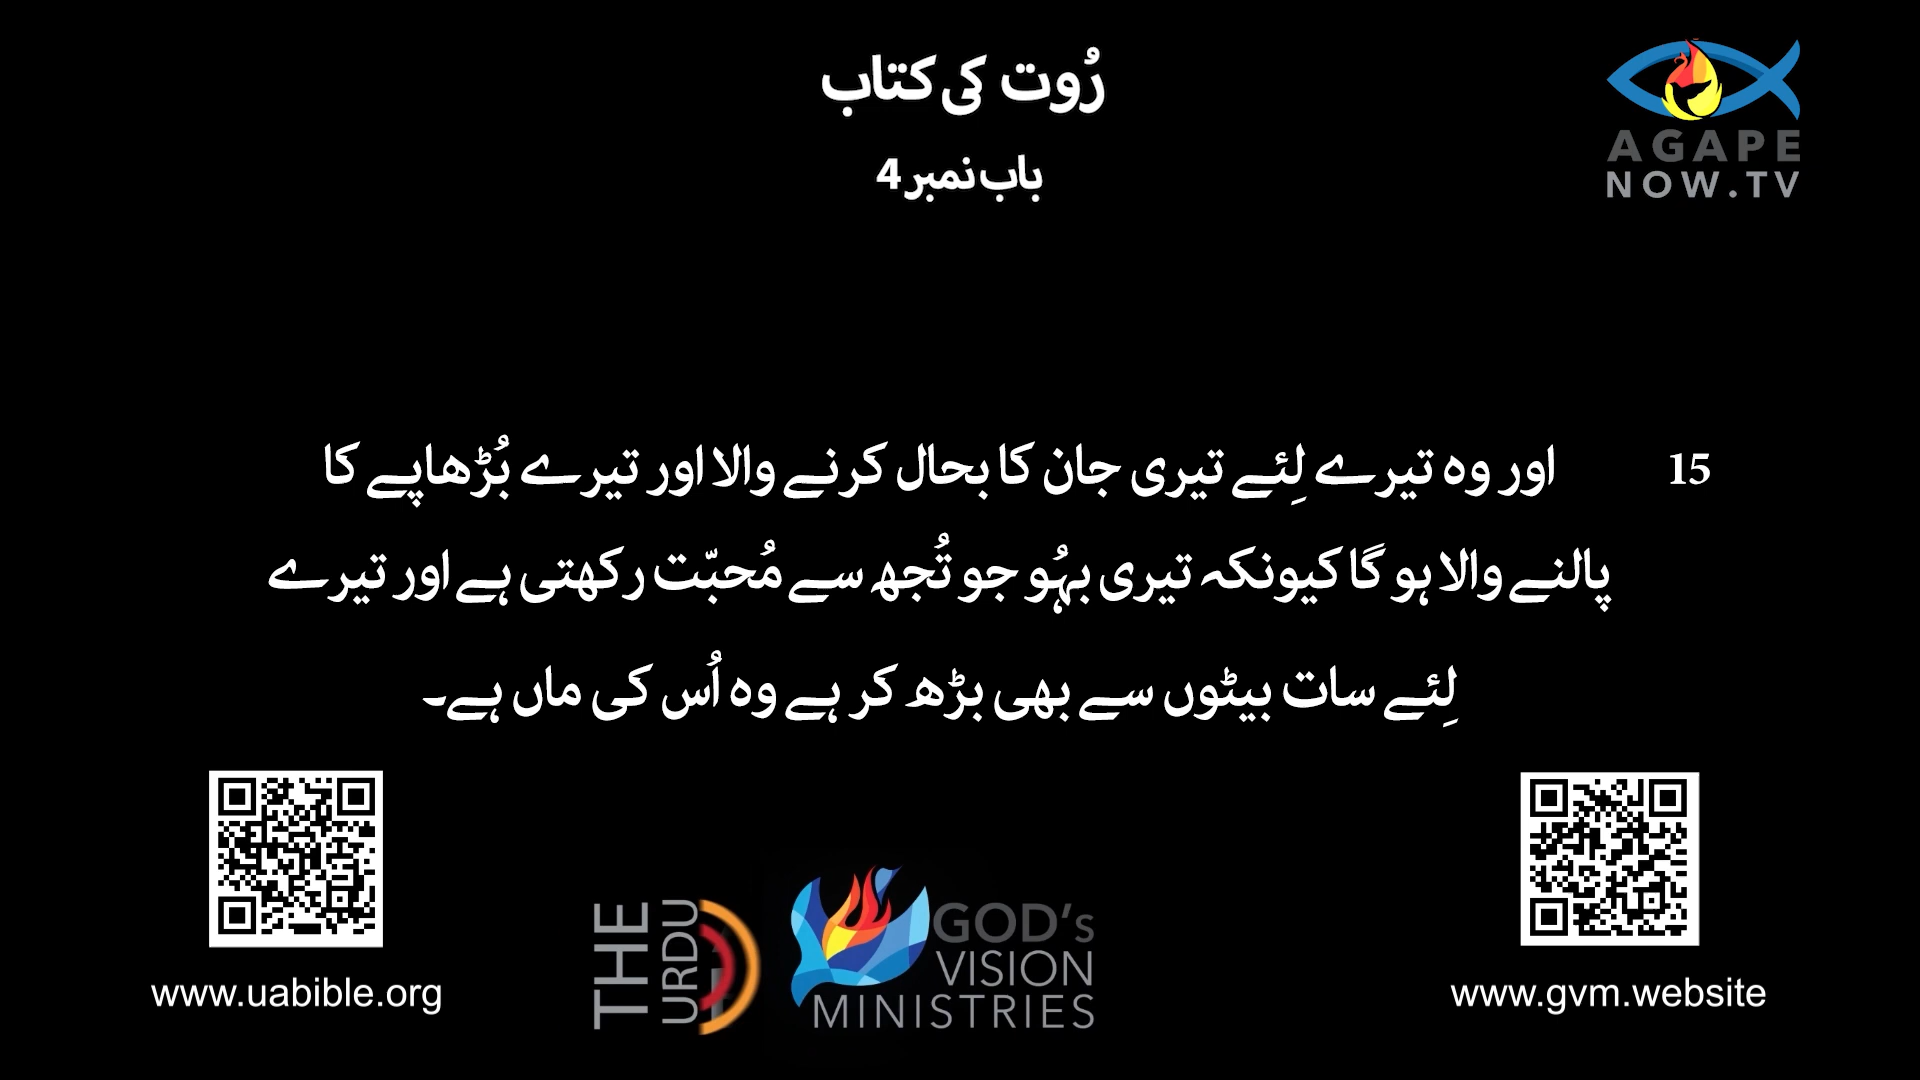 رُوت کی کتاب
باب نمبر 4
AGAPE
NOW.TV
15 اور وہ تیرے لِئے تیری جان کا بحال کرنے والا اور تیرے بُڑھاپے کا
پالنے والا ہو گا کیونکہ تیری بہُو جو تُجھ سے مُحبّت رکھتی ہے اور تیرے
لِئے سات بیٹوں سے بھی بڑھ کر ہے وہ اُس کی ماں ہے۔
www.uabible.org
THE
URDU
GOD's
VISION
MINISTRIES
www.gvm.website